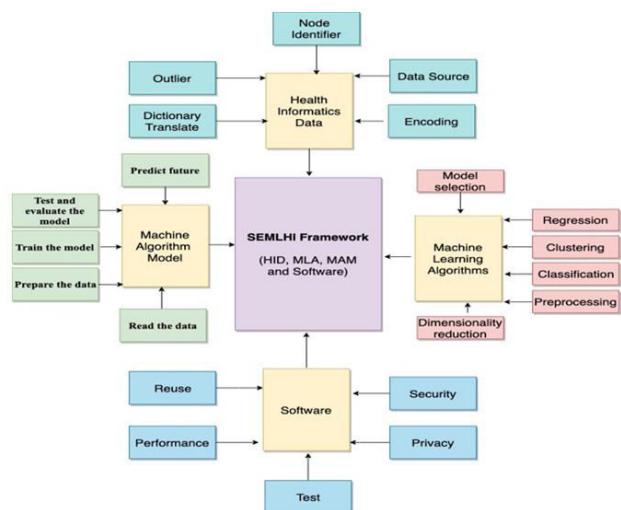 Node
Identifier
Outlier
Data Source
Health
Informatics
Data
Dictionary
Translate
Encoding
Predict future
Model
selection
Test and
evaluate the
model
Train the model
Prepare the data
Machine
Algorithm
Model
Read the data
SEMLHI Framework
(HID, MLA, MAM
and Software)
Machine
Learning
Algorithms
Regression
Clustering
Classification
Preprocessing
Dimensionality
reduction
Reuse
Security
Software
Performance
Privacy
Test